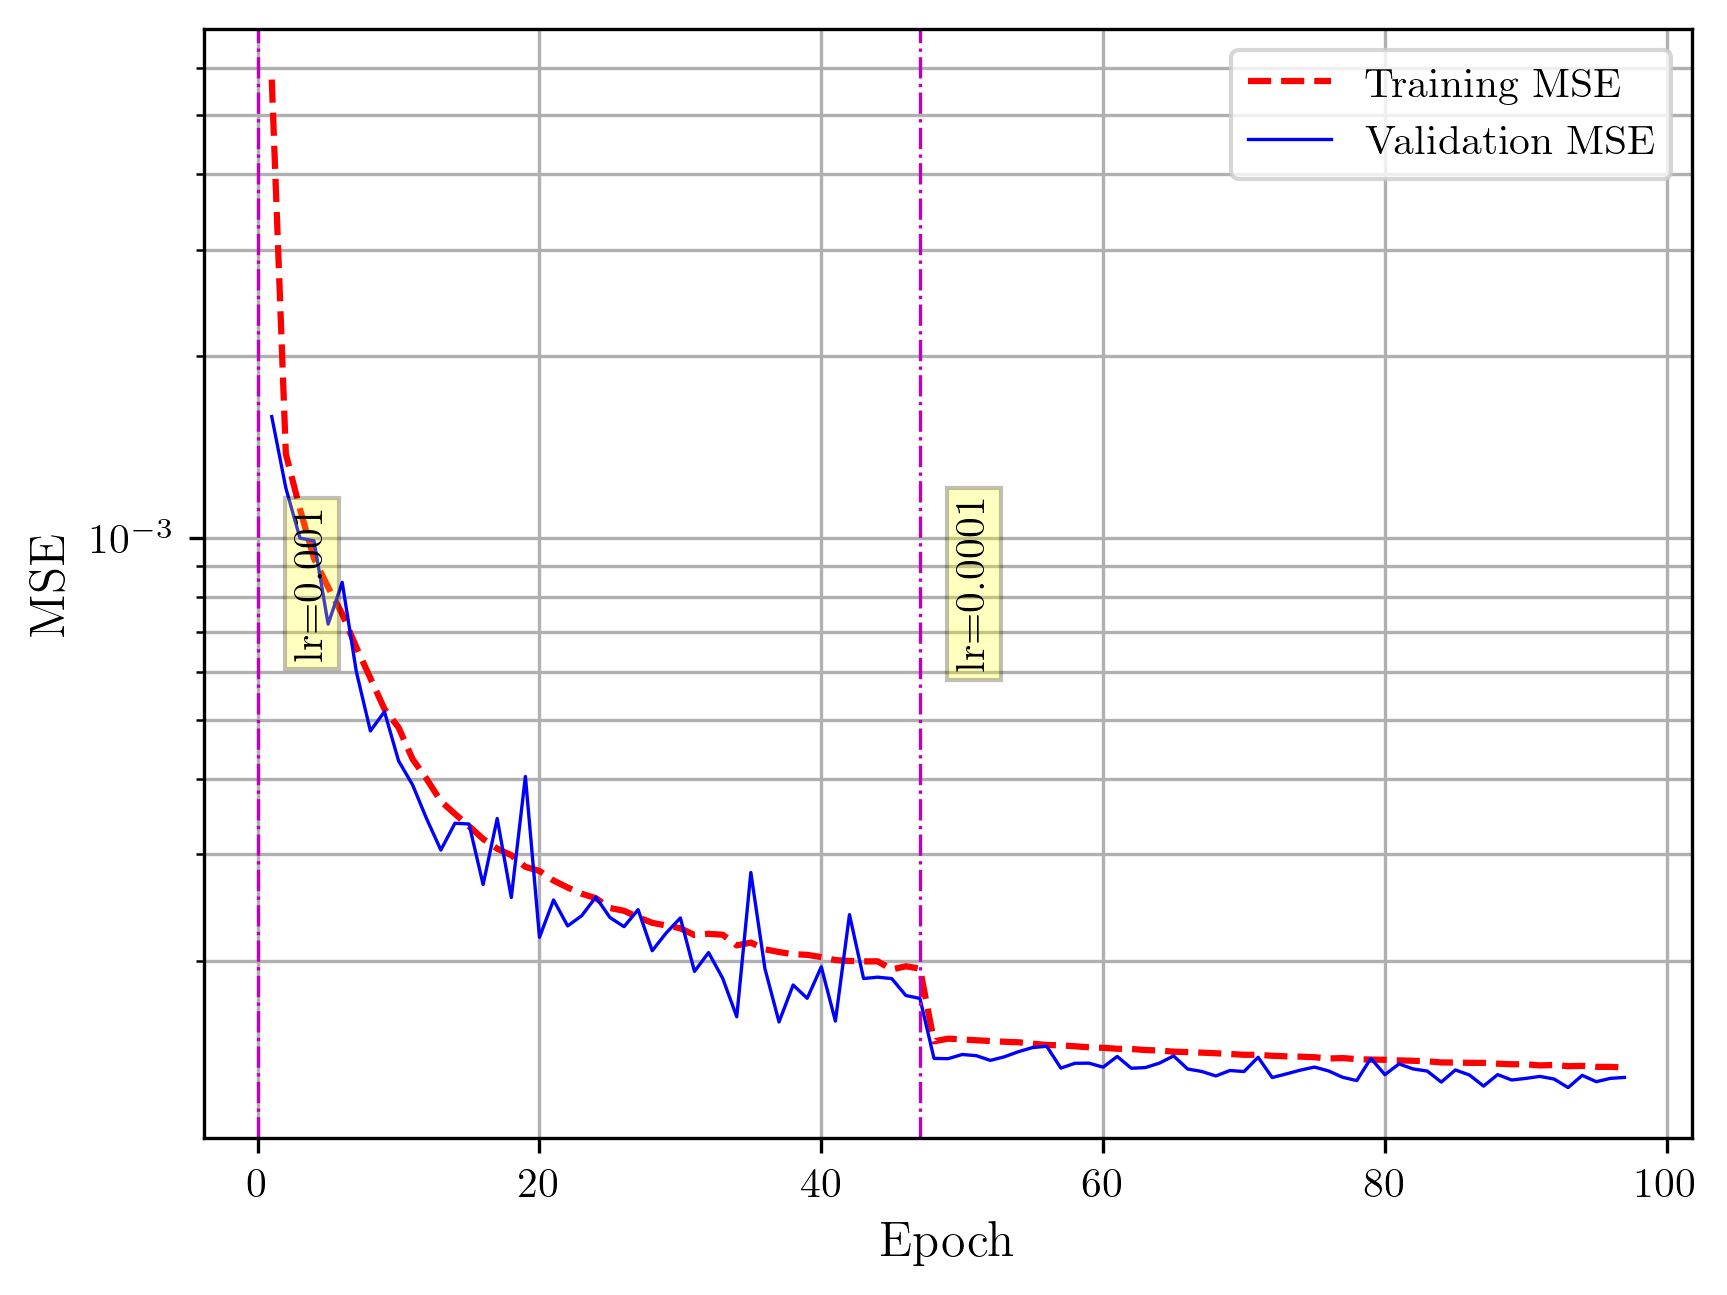 Training MSE
Validation MSE
MSE
10⁻³
lr=0.001
lr=0.0001
0 20 40 60 80 100
Epoch